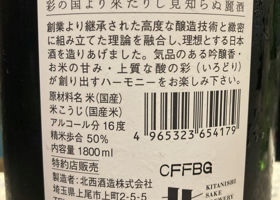 彩の国より來たりし見知らぬ麗酒
創業より継承された高度な醸造技術と緻密
に組み立てた理論を融合し、理想とする日本
酒を造りあげました。気品のある吟醸香・
お米の甘み・上質な酸の彩り(いろどり)
が創り出すハーモニーをお楽しみ下さい。
原材料名 米(国産)
米こうじ(国産米)
アルコール分 16度
精米歩合 50%
内容量 1800ml
4965323654179
特約店販売
CFFBG
製造者:北西酒造株式会社
埼玉県上尾市上町2-5-5
KITANISHI
SAKE
BREWERY